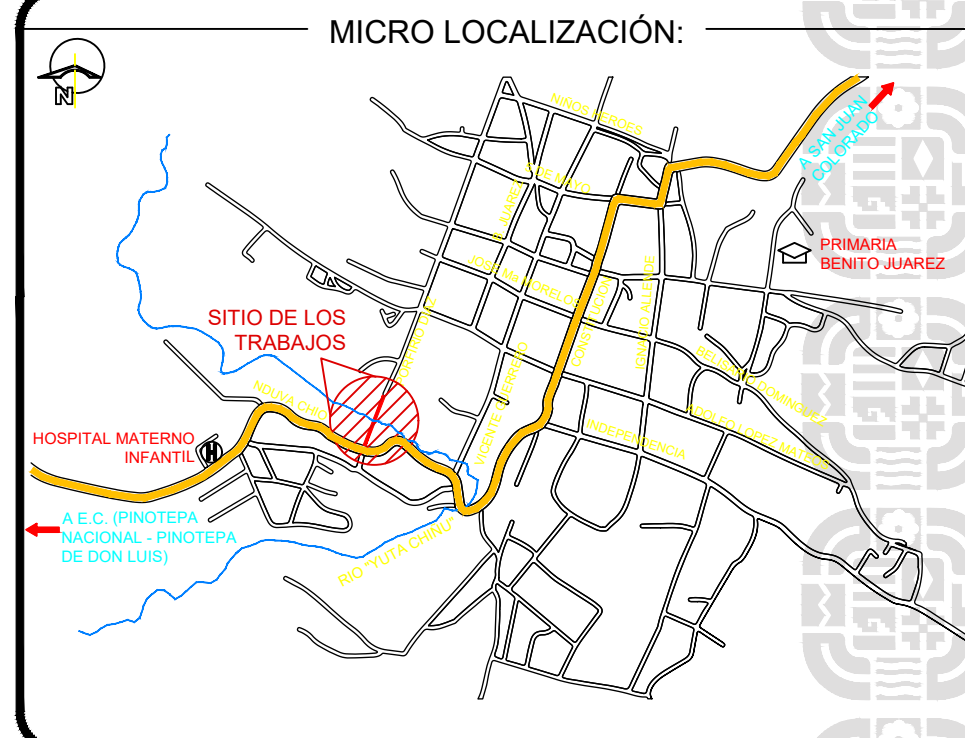 MICRO LOCALIZACIÓN:
N
NIÑOS HEROES
A SAN JUAN
COLORADO
5 DE MAYO
B. JUAREZ
PRIMARIA
BENITO JUAREZ
JOSE Ma MORELOS
CONSTITUCION
IGNACIO ALLENDE
SITIO DE LOS
TRABAJOS
PORFIRIO DIAZ
VICENTE GUERRERO
BELISARIO DOMINGUEZ
NDUVA CHIO
ADOLFO LOPEZ MATEOS
INDEPENDENCIA
HOSPITAL MATERNO
INFANTIL
H
A E.C. (PINOTEPA
NACIONAL - PINOTEPA
DE DON LUIS)
RIO "YUTA CHIÑU"